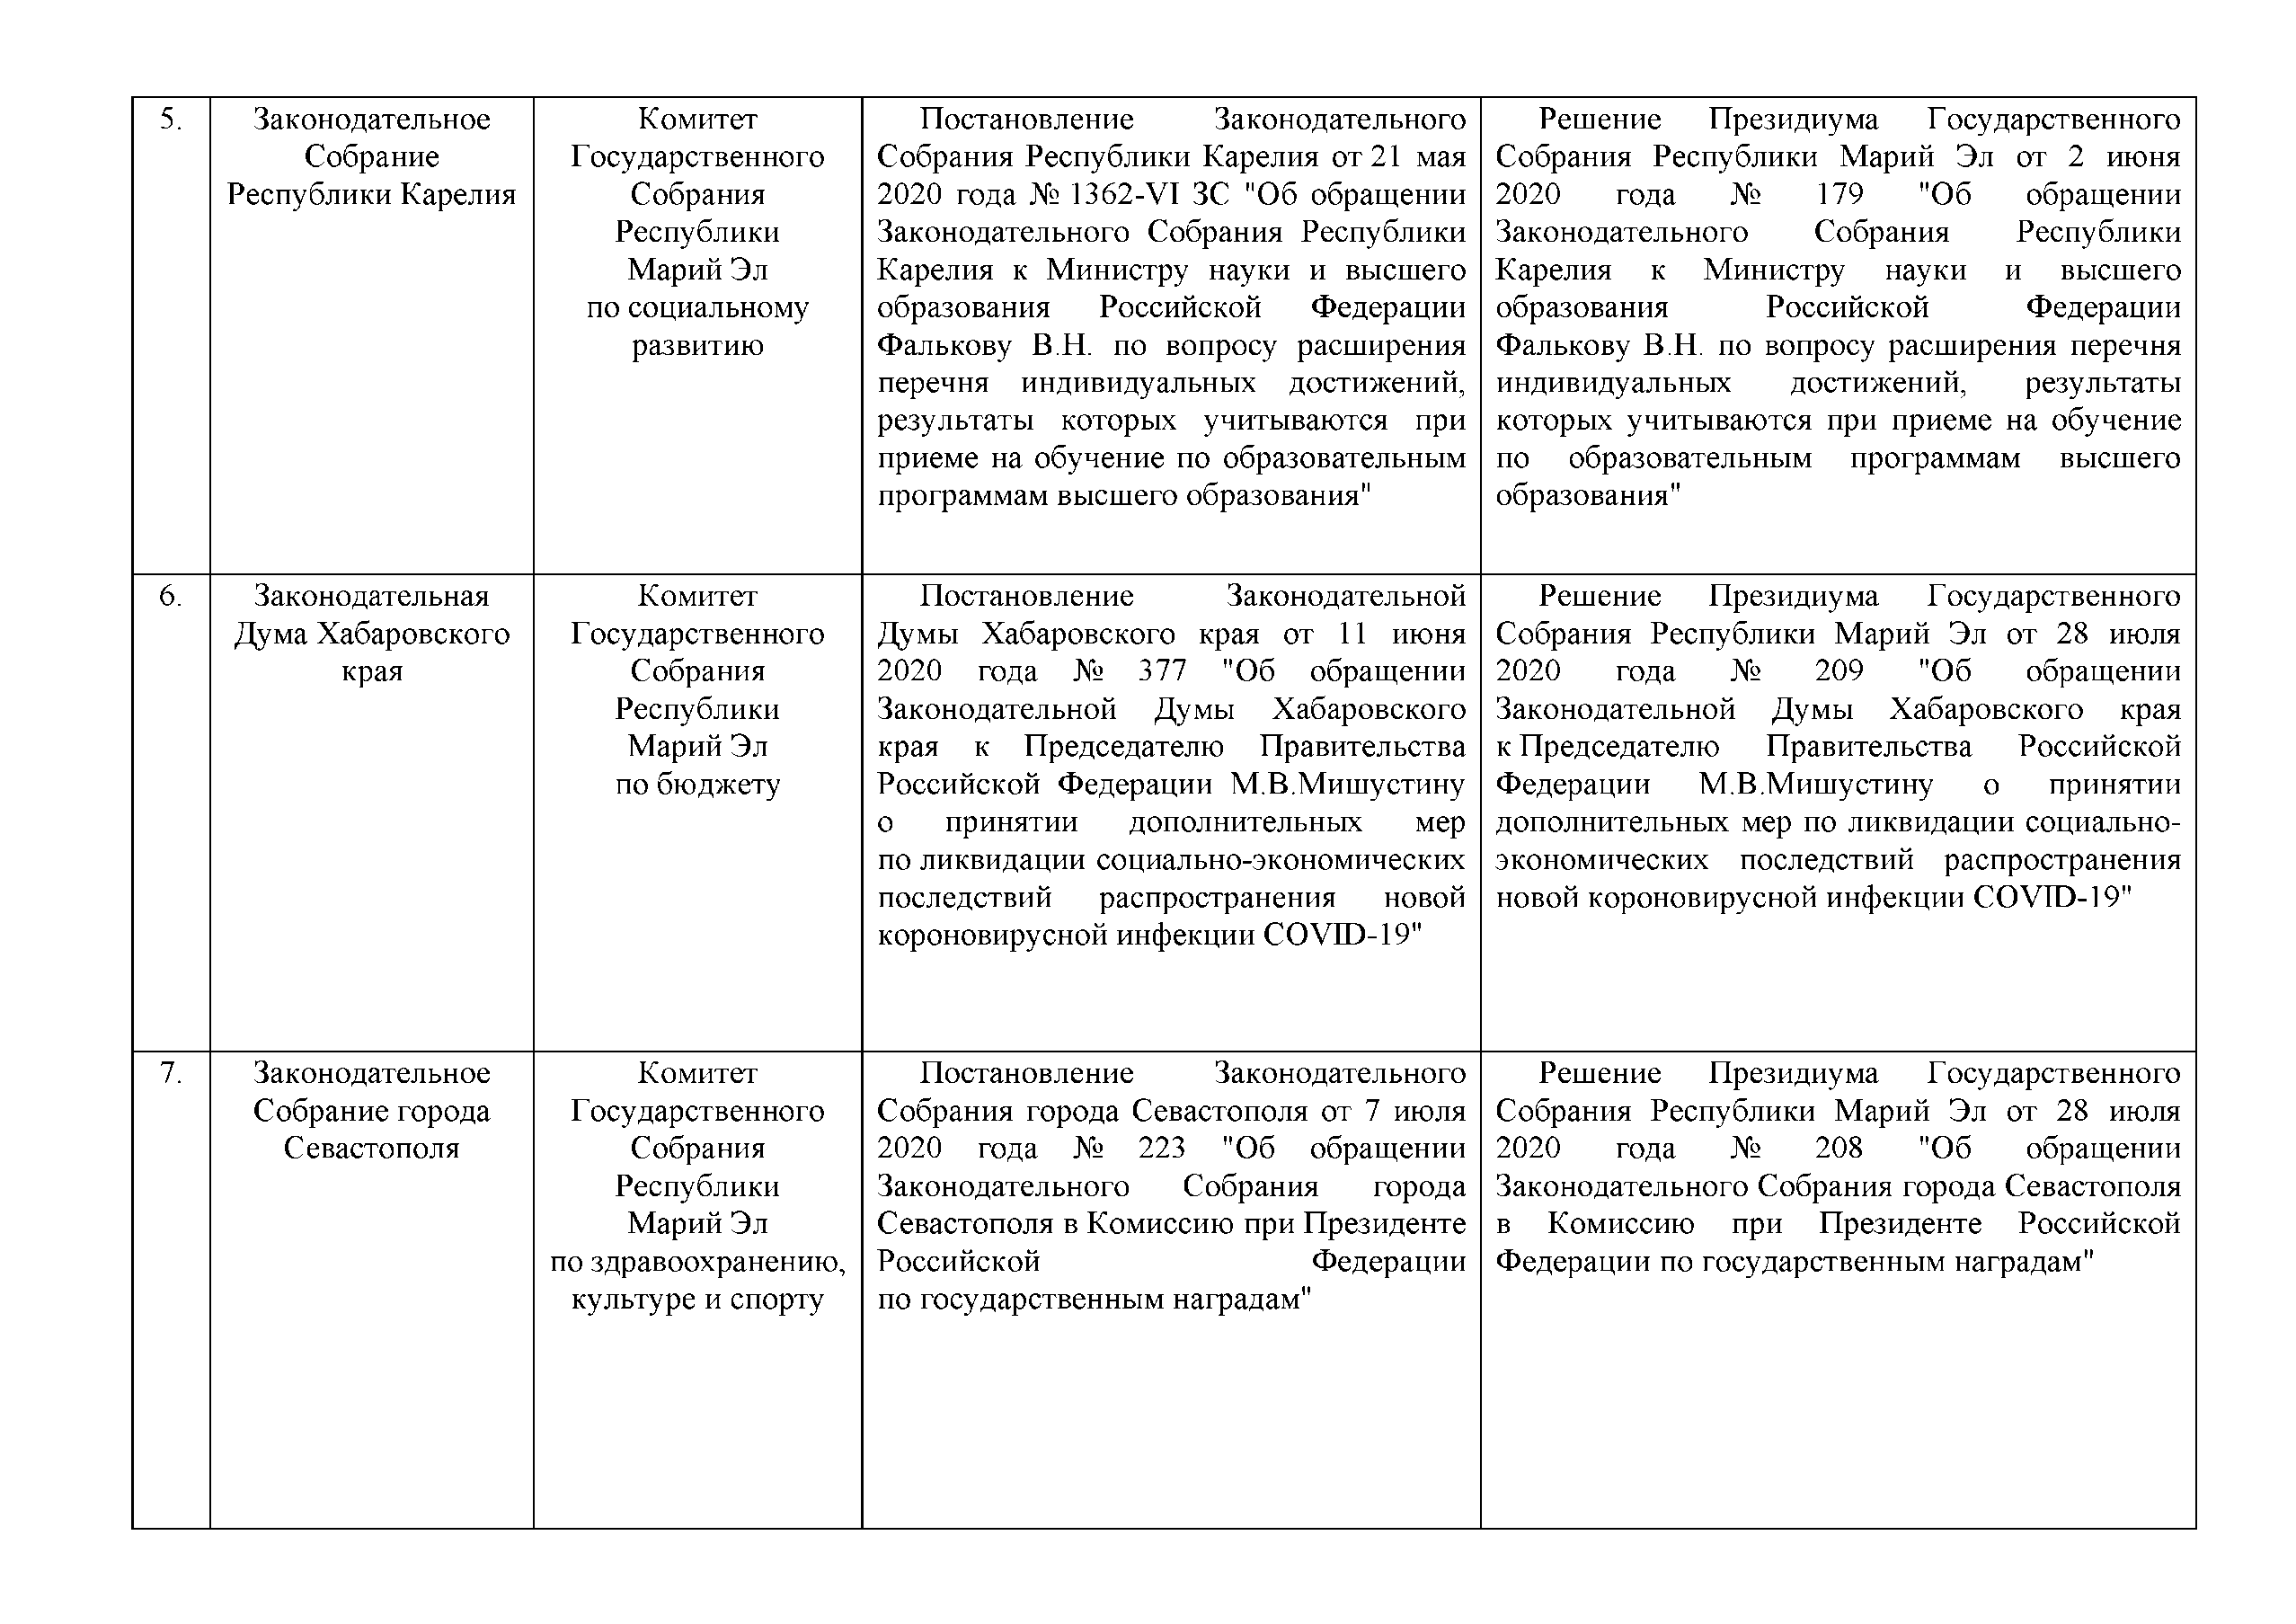 5.
Законодательное
Собрание
Республики Карелия
Комитет
Государственного
Собрания
Республики
Марий Эл
по социальному
развитию
Постановление Законодательного
Собрания Республики Карелия от 21 мая
2020 года № 1362-VI ЗС "Об обращении
Законодательного Собрания Республики
Карелия к Министру науки и высшего
образования Российской Федерации
Фалькову В.Н. по вопросу расширения
перечня индивидуальных достижений,
результаты которых учитываются при
приеме на обучение по образовательным
программам высшего образования"
Решение Президиума Государственного
Собрания Республики Марий Эл от 2 июня
2020 года № 179 "Об обращении
Законодательного Собрания Республики
Карелия к Министру науки и высшего
образования Российской Федерации
Фалькову В.Н. по вопросу расширения перечня
индивидуальных достижений, результаты
которых учитываются при приеме на обучение
по образовательным программам высшего
образования"
6.
Законодательная
Дума Хабаровского
края
Комитет
Государственного
Собрания
Республики
Марий Эл
по бюджету
Постановление Законодательной
Думы Хабаровского края от 11 июня
2020 года № 377 "Об обращении
Законодательной Думы Хабаровского
края к Председателю Правительства
Российской Федерации М.В.Мишустину
о принятии дополнительных мер
по ликвидации социально-экономических
последствий распространения новой
короновирусной инфекции COVID-19"
Решение Президиума Государственного
Собрания Республики Марий Эл от 28 июля
2020 года № 209 "Об обращении
Законодательной Думы Хабаровского края
к Председателю Правительства Российской
Федерации М.В.Мишустину о принятии
дополнительных мер по ликвидации социально-
экономических последствий распространения
новой короновирусной инфекции COVID-19"
7.
Законодательное
Собрание города
Севастополя
Комитет
Государственного
Собрания
Республики
Марий Эл
по здравоохранению,
культуре и спорту
Постановление Законодательного
Собрания города Севастополя от 7 июля
2020 года № 223 "Об обращении
Законодательного Собрания города
Севастополя в Комиссию при Президенте
Российской Федерации
по государственным наградам"
Решение Президиума Государственного
Собрания Республики Марий Эл от 28 июля
2020 года № 208 "Об обращении
Законодательного Собрания города Севастополя
в Комиссию при Президенте Российской
Федерации по государственным наградам"